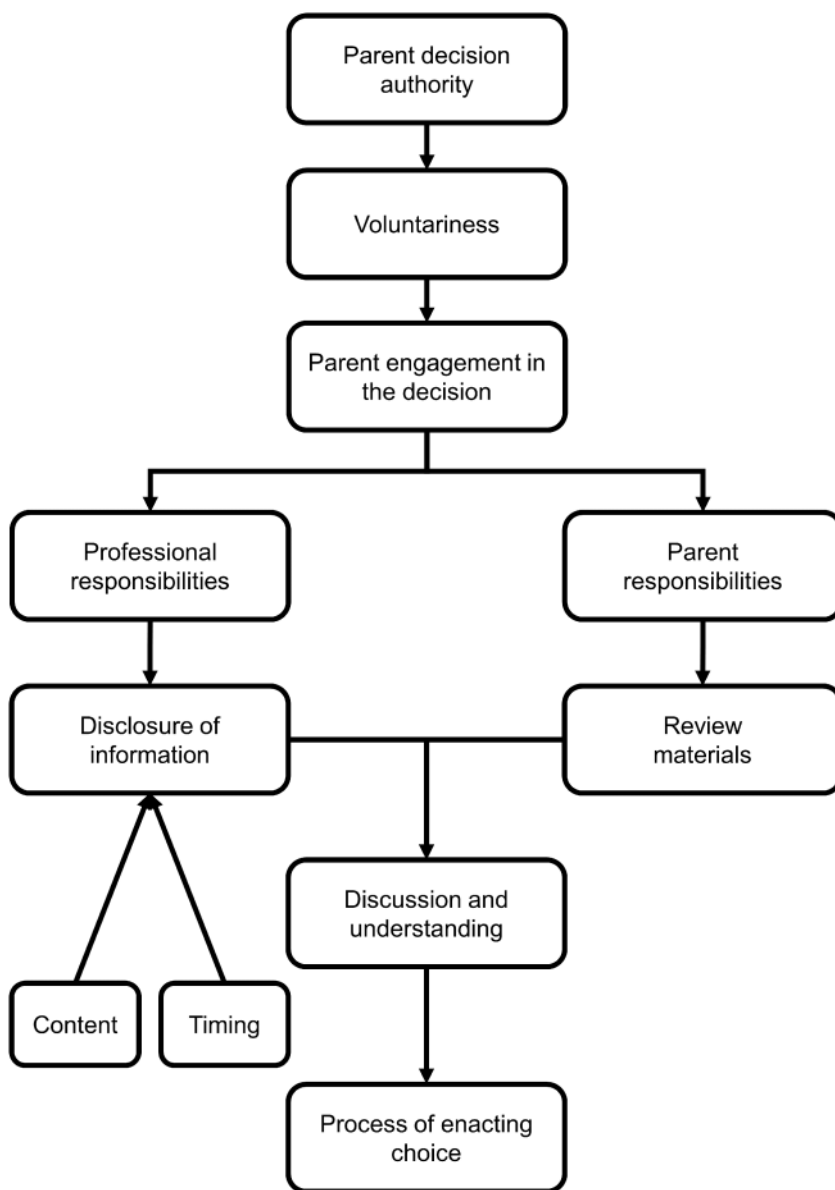 Parent decision
authority
Voluntariness
Parent engagement in
the decision
Professional
responsibilities
Parent
responsibilities
Disclosure of
information
Review
materials
Discussion and
understanding
Content
Timing
Process of enacting
choice